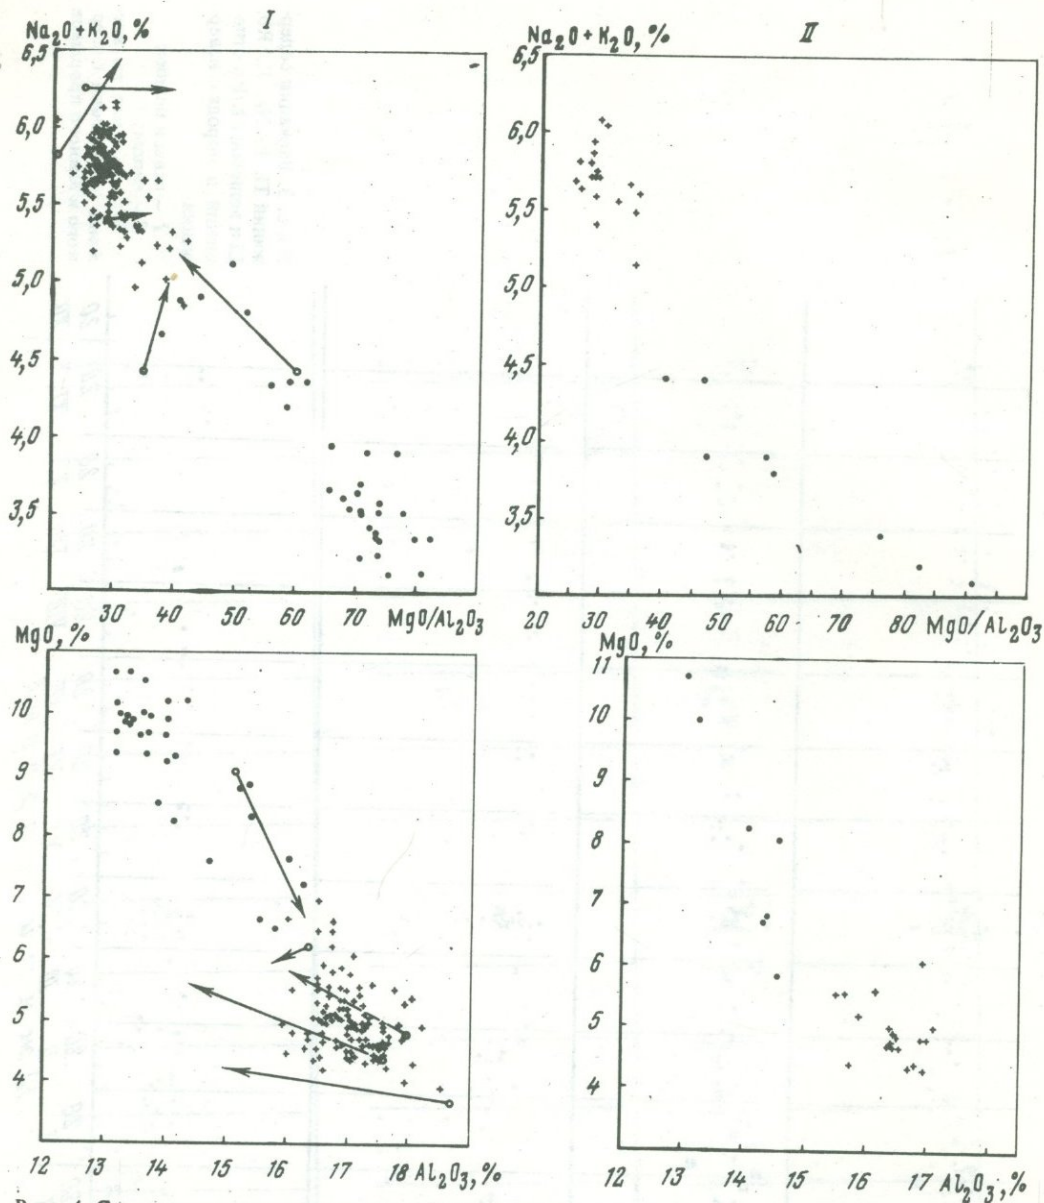 I
Na₂O+K₂O, %
6,5
6,0
5,5
5,0
4,5
4,0
3,5
30 40 50 60 70 MgO/Al₂O₃
II
Na₂O+K₂O, %
6,5
6,0
5,5
5,0
4,5
4,0
3,5
20 30 40 50 60 70 80 MgO/Al₂O₃
MgO, %
10
9
8
7
6
5
4
12 13 14 15 16 17 18 Al₂O₃, %
MgO, %
11
10
9
8
7
6
5
4
12 13 14 15 16 17 Al₂O₃, %